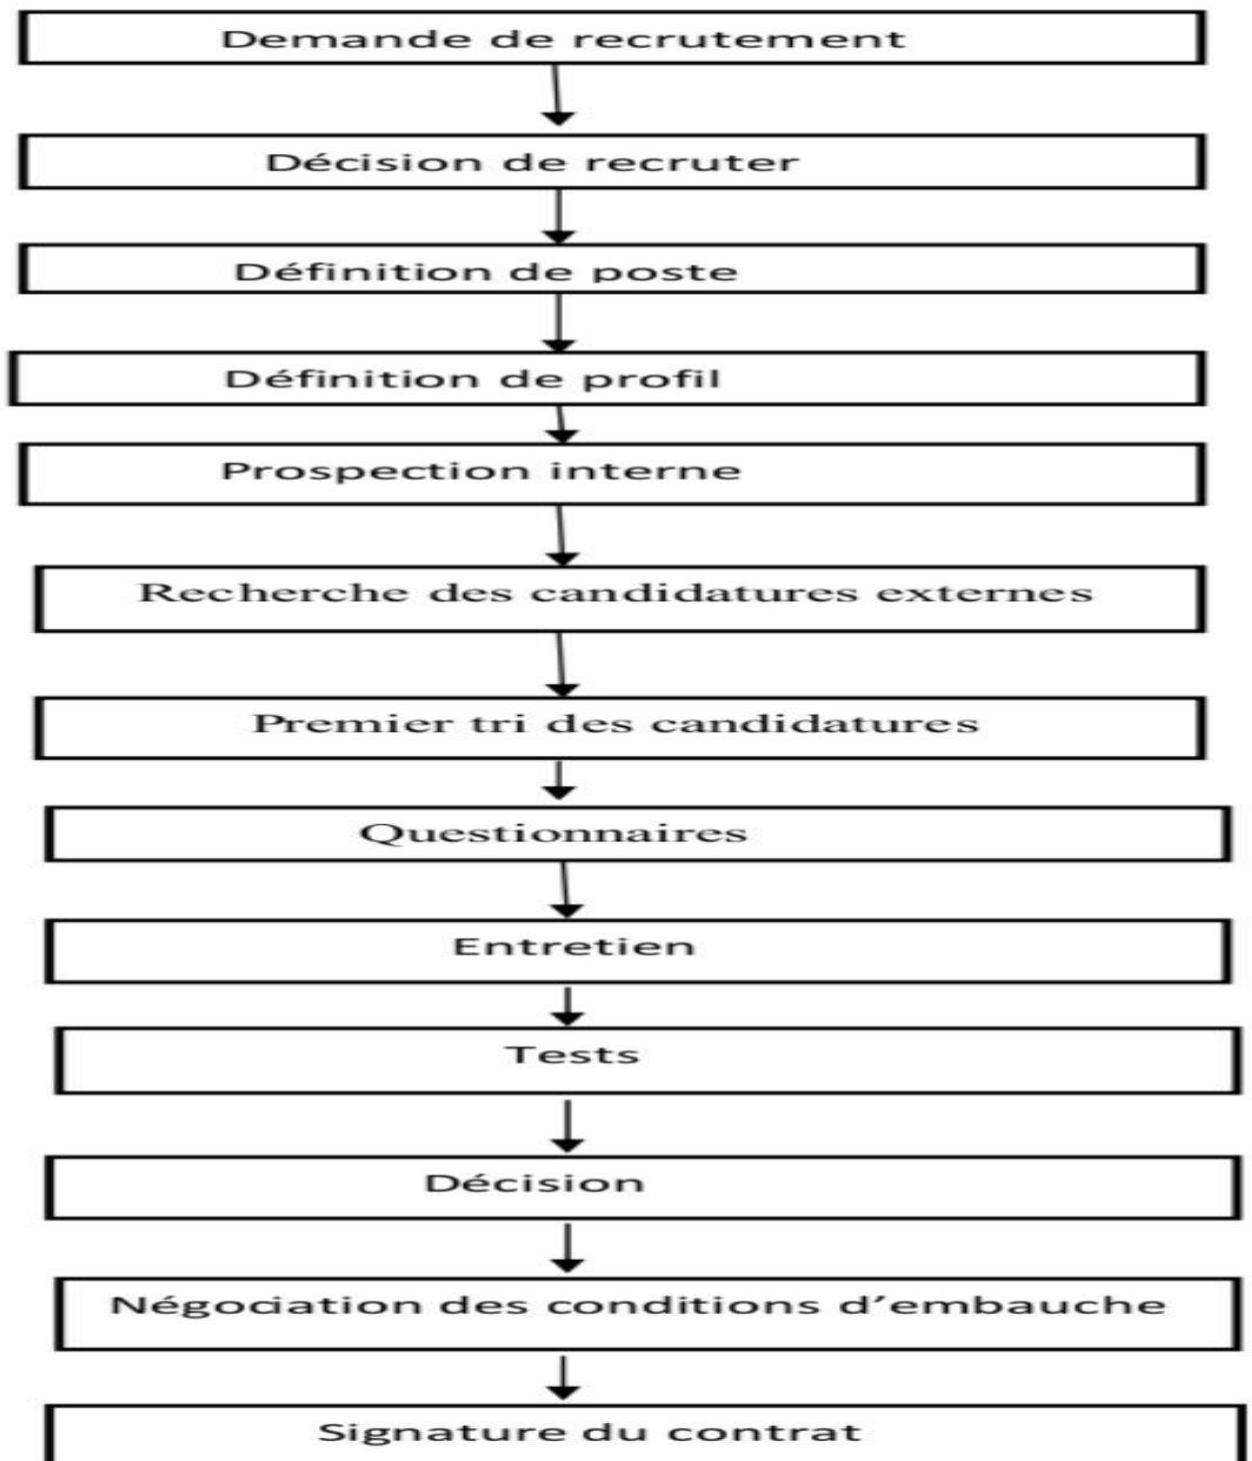 Demande de recrutement
Décision de recruter
Définition de poste
Définition de profil
Prospection interne
Recherche des candidatures externes
Premier tri des candidatures
Questionnaires
Entretien
Tests
Décision
Négociation des conditions d’embauche
Signature du contrat